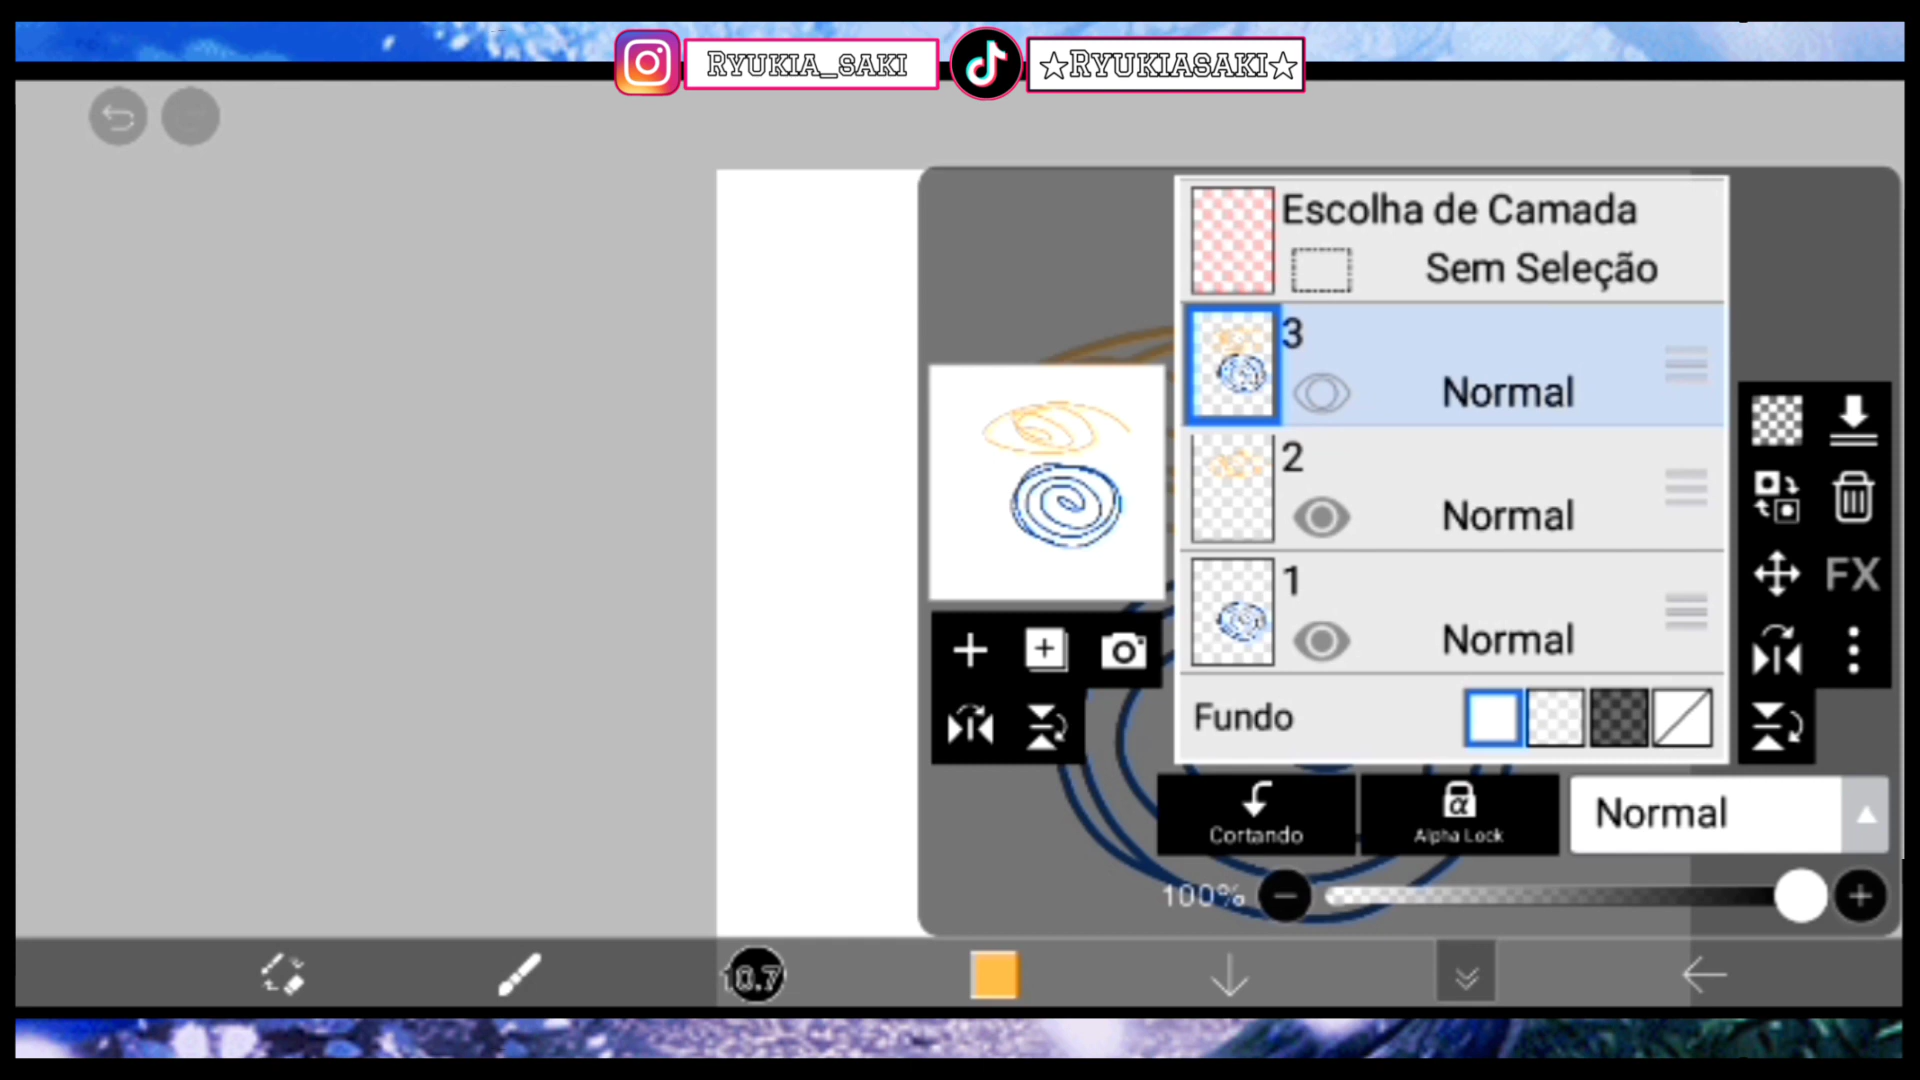 RYUKIA_SAKI
☆RYUKIASAKI☆
Escolha de Camada
Sem Seleção
3
Normal
2
Normal
1
Normal
FX
Fundo
Cortando
α
Alpha Lock
Normal
100%
10.7